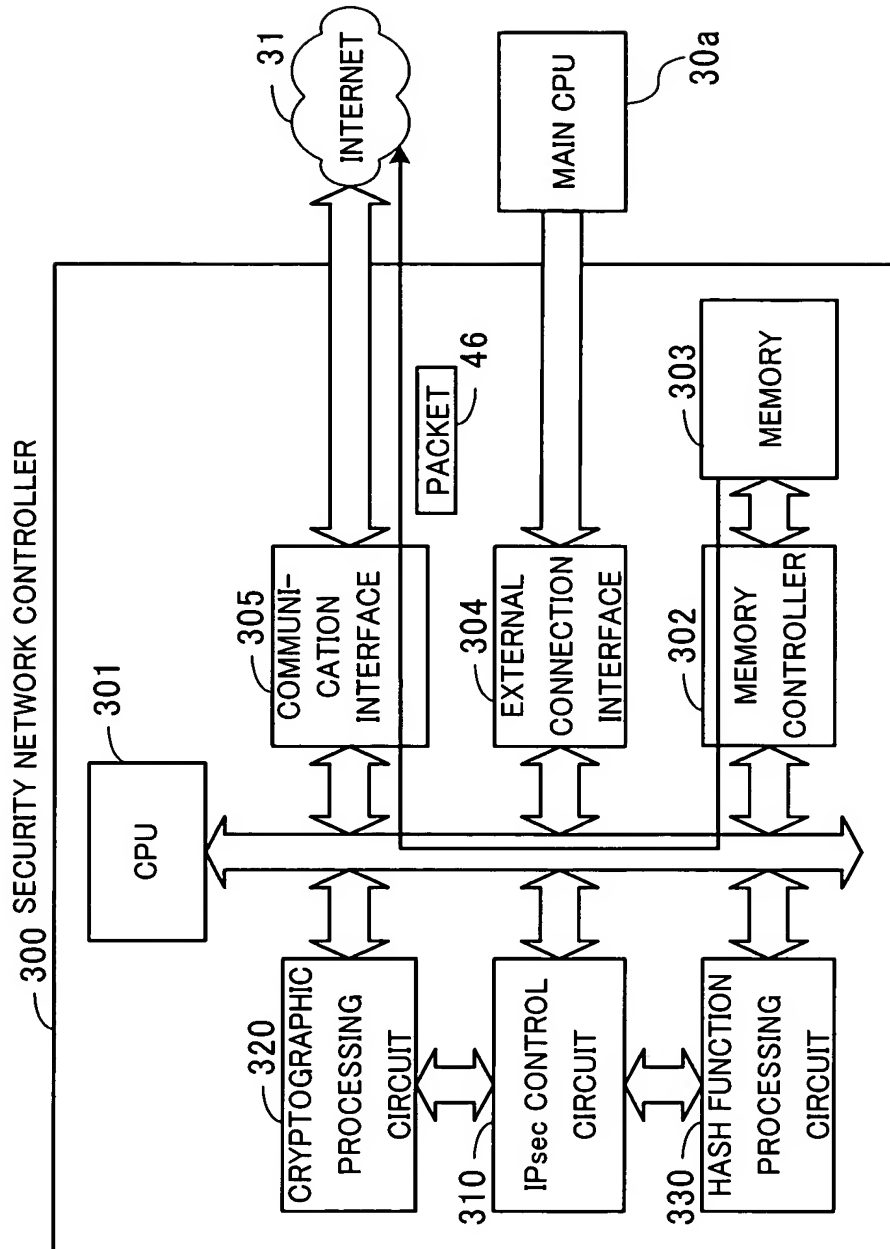 300 SECURITY NETWORK CONTROLLER
301
CPU
320
CRYPTOGRAPHIC
PROCESSING
CIRCUIT
305
COMMUNI-
CATION
INTERFACE
31
INTERNET
PACKET
46
310
IPsec CONTROL
CIRCUIT
304
EXTERNAL
CONNECTION
INTERFACE
MAIN CPU
30a
330
HASH FUNCTION
PROCESSING
CIRCUIT
302
MEMORY
CONTROLLER
303
MEMORY